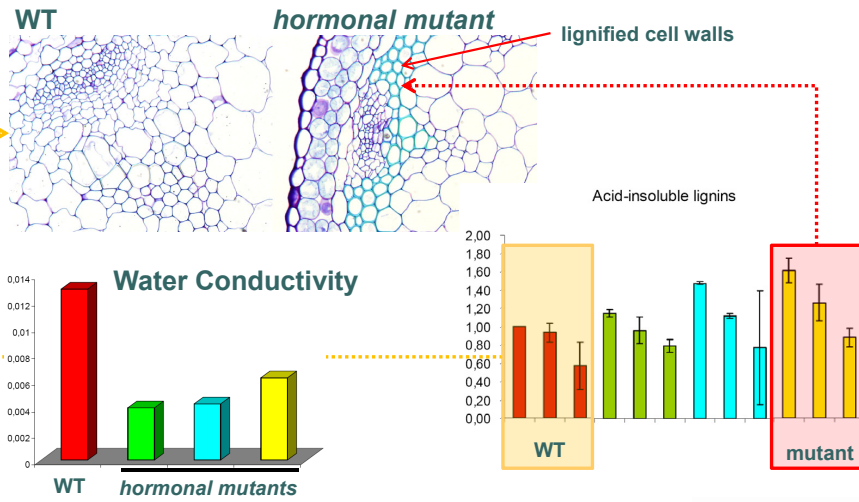 WT
hormonal mutant
lignified cell walls
Acid-insoluble lignins
2,00
1,80
1,60
1,40
1,20
1,00
0,80
0,60
0,40
0,20
0,00
WT
mutant
Water Conductivity
0,014
0,012
0,01
0,008
0,006
0,004
0,002
0
WT
hormonal mutants